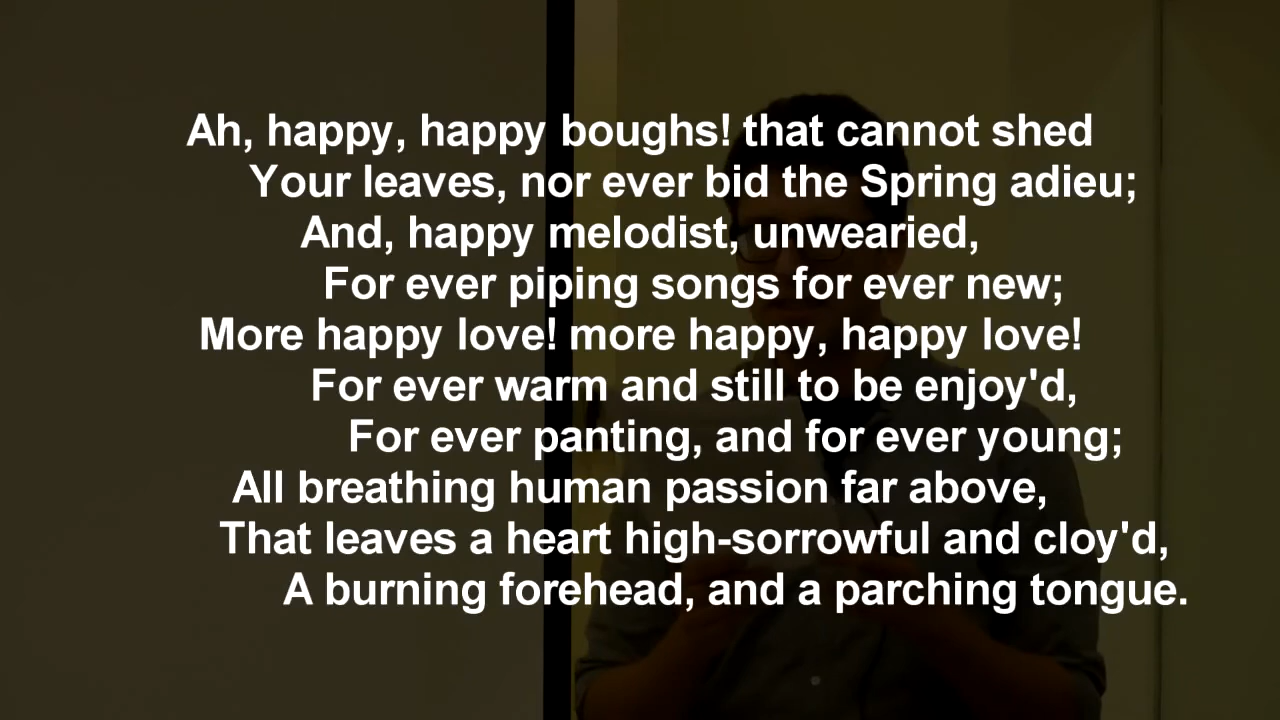 Ah, happy, happy boughs! that cannot shed
Your leaves, nor ever bid the Spring adieu;
And, happy melodist, unwearied,
For ever piping songs for ever new;
More happy love! more happy, happy love!
For ever warm and still to be enjoy'd,
For ever panting, and for ever young;
All breathing human passion far above,
That leaves a heart high-sorrowful and cloy'd,
A burning forehead, and a parching tongue.